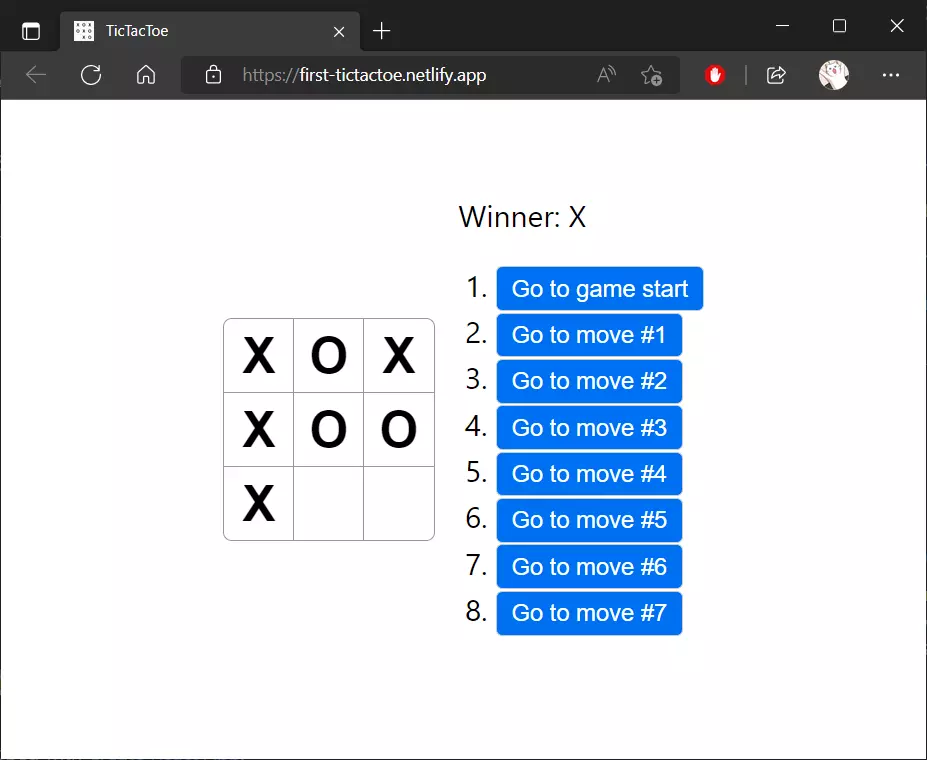 TicTacToe
https://first-tictactoe.netlify.app
Winner: X
1. Go to game start
2. Go to move #1
3. Go to move #2
4. Go to move #3
5. Go to move #4
6. Go to move #5
7. Go to move #6
8. Go to move #7
X O X
X O O
X